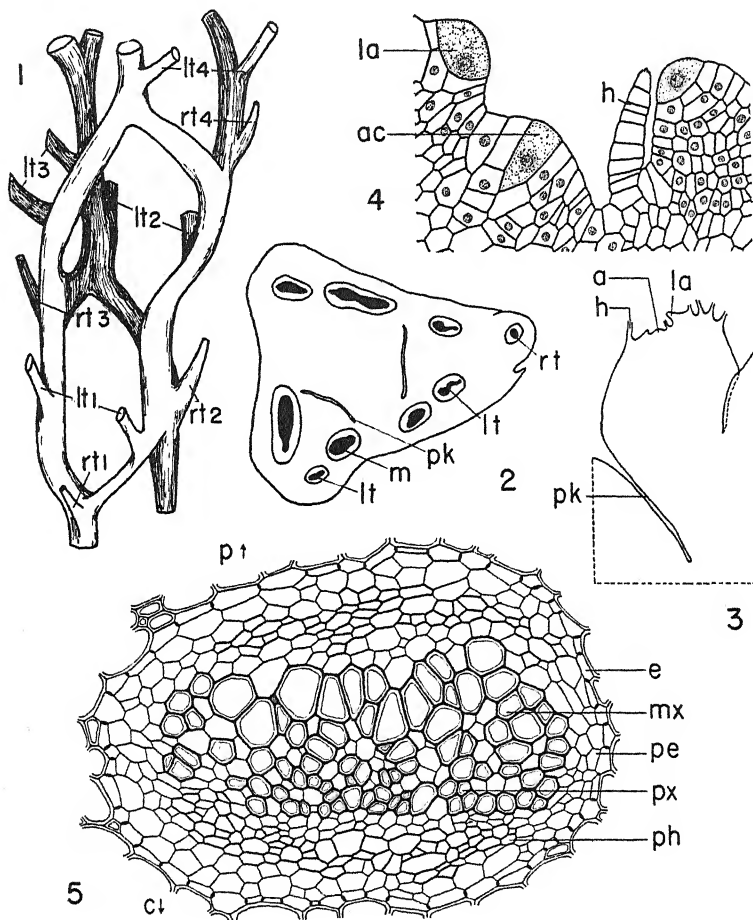 1
lt4
rt4
lt3
lt2
rt3
lt1
rt2
rt1
la
ac
h
4
rt
lt
pk
m
lt
2
a
la
h
pk
3
p↑
e
mx
pe
px
ph
5
c↓